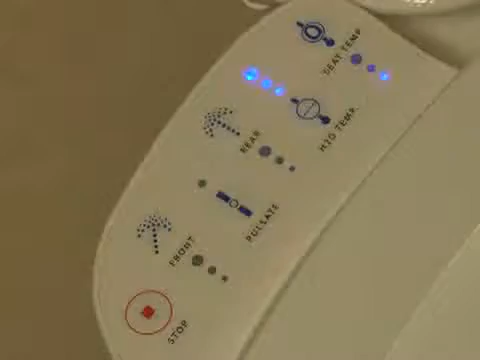 SEAT TEMP
H2O TEMP.
REAR
PULSATE
FRONT
STOP